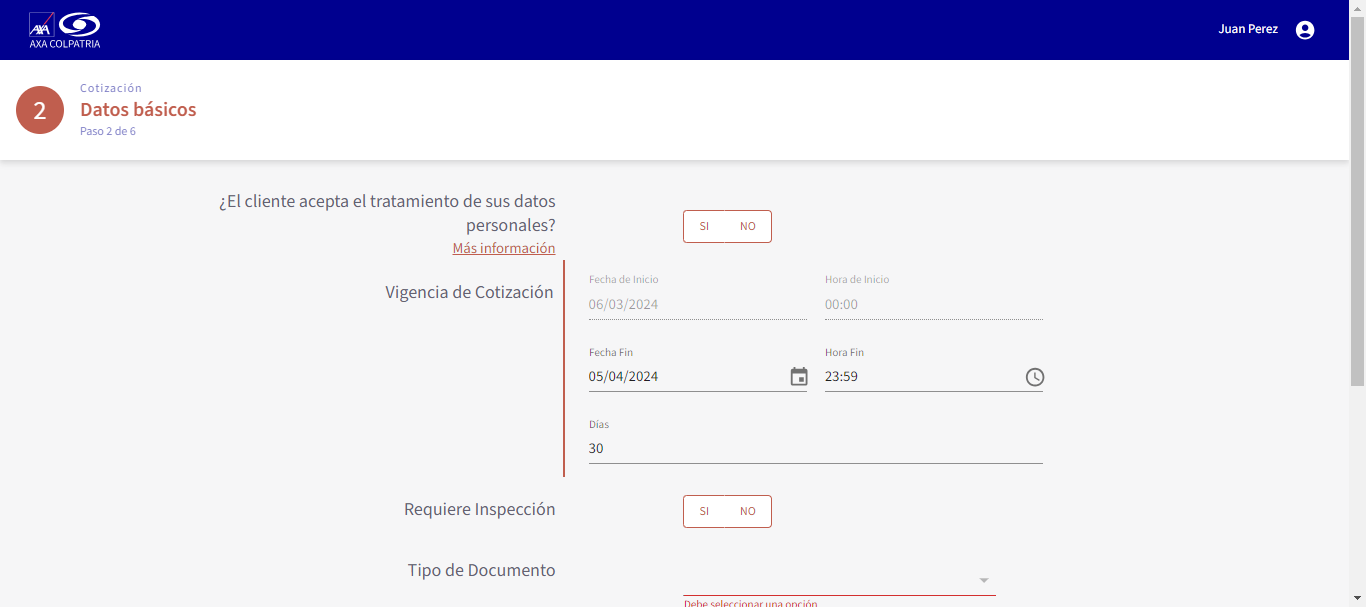 AXA
AXA COLPATRIA
Juan Perez
2
Cotización
Datos básicos
Paso 2 de 6
¿El cliente acepta el tratamiento de sus datos
personales?
Más información
SI NO
Vigencia de Cotización
Fecha de Inicio
06/03/2024
Hora de Inicio
00:00
Fecha Fin
05/04/2024
Hora Fin
23:59
Días
30
Requiere Inspección
SI NO
Tipo de Documento
Debe seleccionar una opción